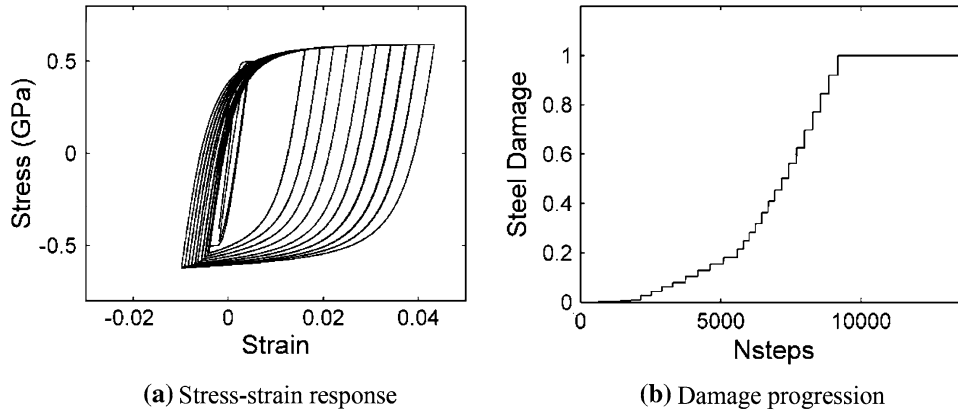 Stress (GPa)
0.5
0
-0.5
-0.02
0
0.02
0.04
Strain
(a) Stress-strain response
Steel Damage
1
0.8
0.6
0.4
0.2
0
0
5000
10000
Nsteps
(b) Damage progression